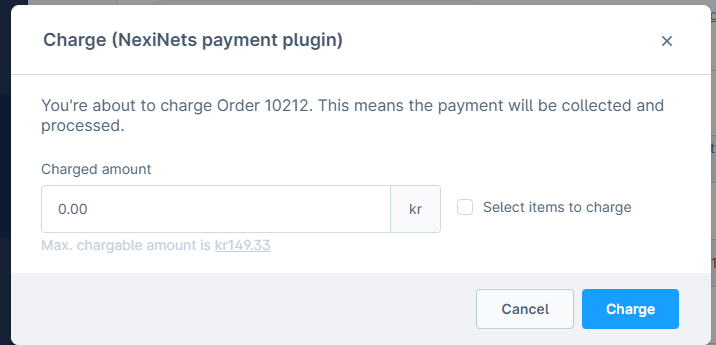 Charge (NexiNets payment plugin)
You're about to charge Order 10212. This means the payment will be collected and
processed.
Charged amount
0.00 kr
Select items to charge
Max. chargable amount is kr149.33
Cancel Charge